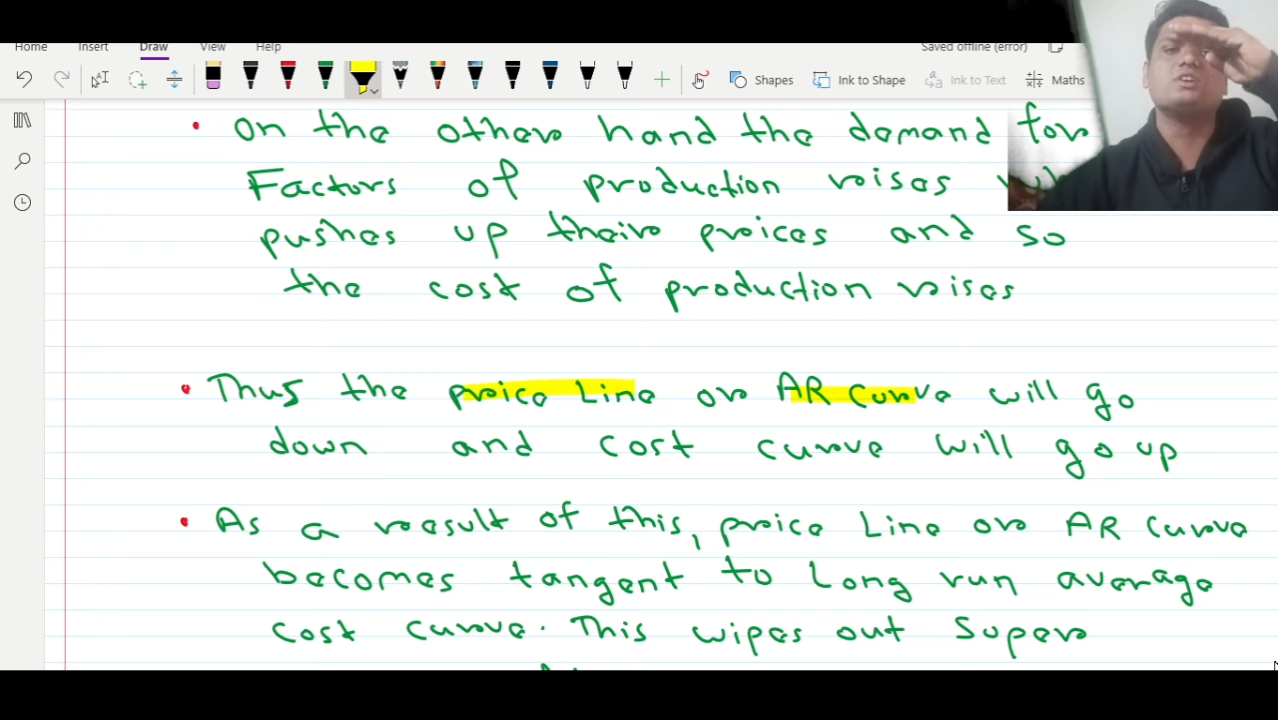 Home Insert Draw View Help Saved offline (error)
Shapes Ink to Shape Ink to Text Maths
• On the other hand the demand for
Factors of production raises
pushes up their prices and so
the cost of production raises
• Thus the price Line or AR curve will go
down and cost curve will go up
• As a result of this, price Line or AR curve
becomes tangent to Long run average
cost curve. This wipes out Super